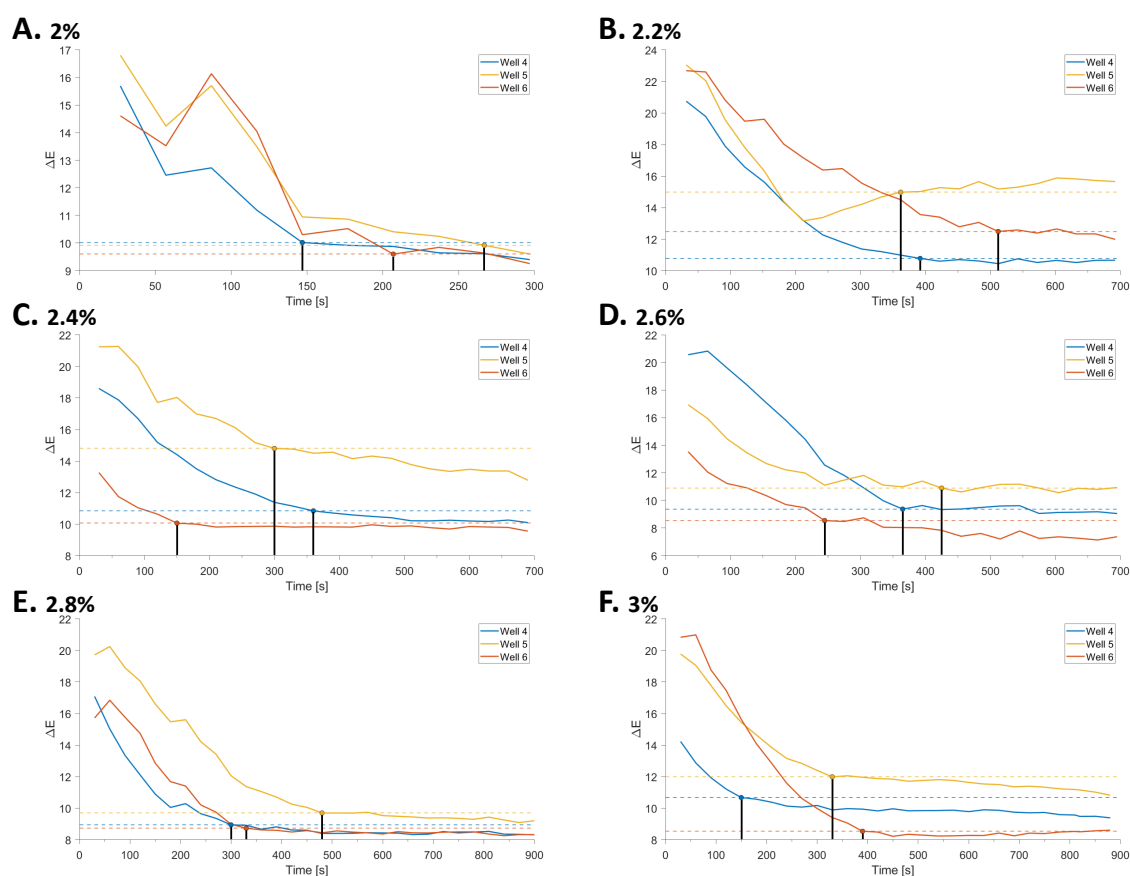 A. 2%
17
16
15
14
13
12
11
10
9
ΔE
0 50 100 150 200 250 300
Time [s]
Well 4
Well 5
Well 6
B. 2.2%
24
22
20
18
16
14
12
10
ΔE
0 100 200 300 400 500 600 700
Time [s]
Well 4
Well 5
Well 6
C. 2.4%
22
20
18
16
14
12
10
8
ΔE
0 100 200 300 400 500 600 700
Time [s]
Well 4
Well 5
Well 6
D. 2.6%
22
20
18
16
14
12
10
8
6
ΔE
0 100 200 300 400 500 600 700
Time [s]
Well 4
Well 5
Well 6
E. 2.8%
22
20
18
16
14
12
10
8
ΔE
0 100 200 300 400 500 600 700 800 900
Time [s]
Well 4
Well 5
Well 6
F. 3%
22
20
18
16
14
12
10
8
ΔE
0 100 200 300 400 500 600 700 800 900
Time [s]
Well 4
Well 5
Well 6